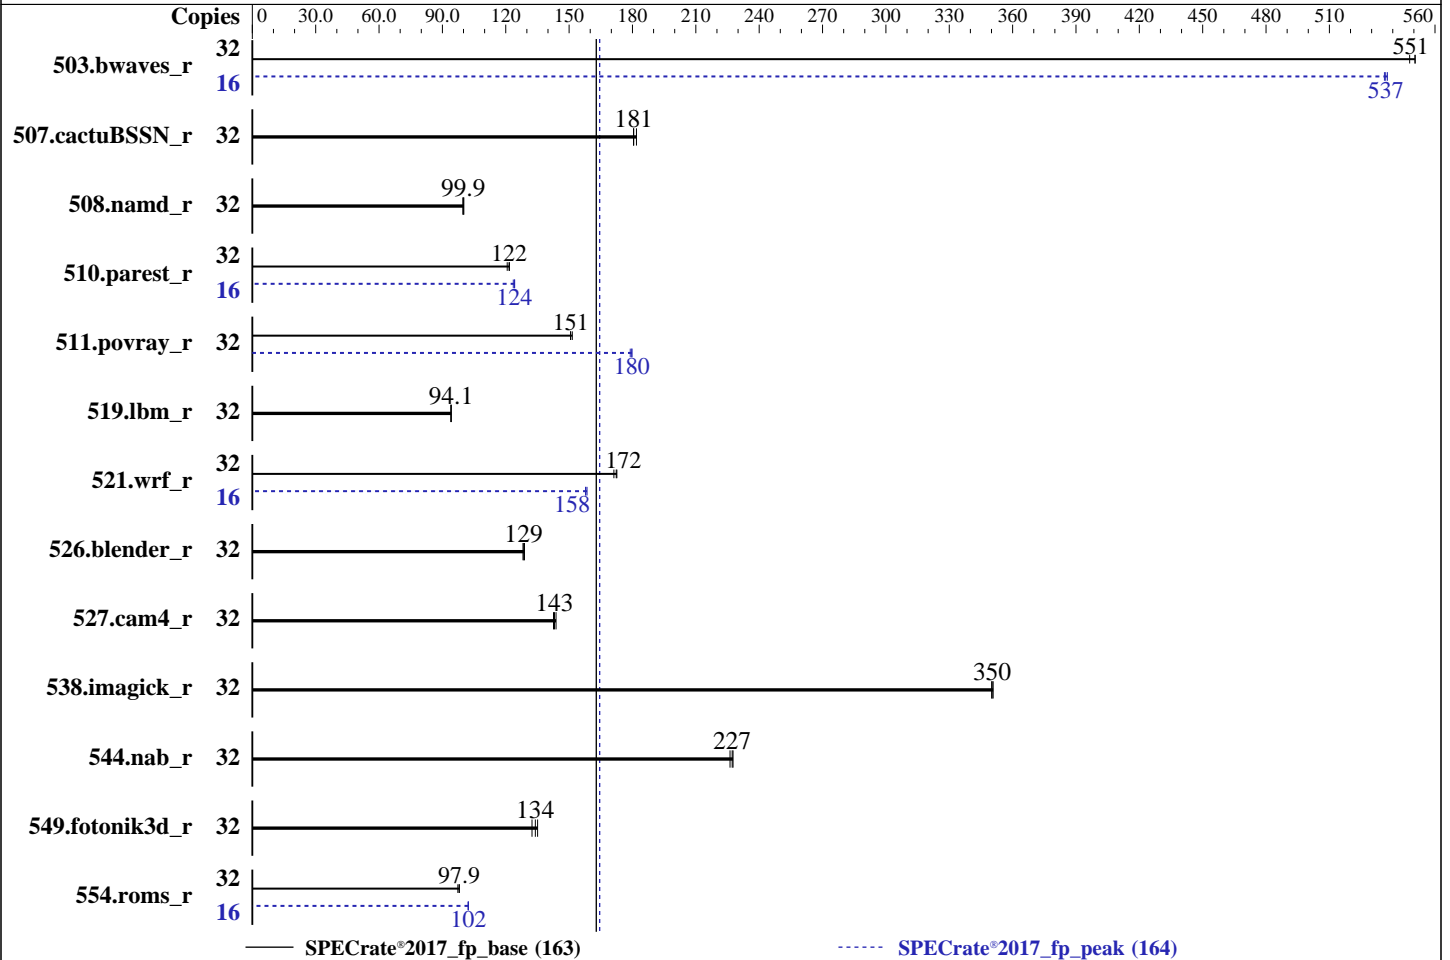 Copies 0 30.0 60.0 90.0 120 150 180 210 240 270 300 330 360 390 420 450 480 510 560
503.bwaves_r 32 551
16 537
507.cactuBSSN_r 32 181
508.namd_r 32 99.9
510.parest_r 32 122
16 124
511.povray_r 32 151
180
519.lbm_r 32 94.1
521.wrf_r 32 172
16 158
526.blender_r 32 129
527.cam4_r 32 143
538.imagick_r 32 350
544.nab_r 32 227
549.fotonik3d_r 32 134
554.roms_r 32 97.9
16 102
SPECrate®2017_fp_base (163) SPECrate®2017_fp_peak (164)